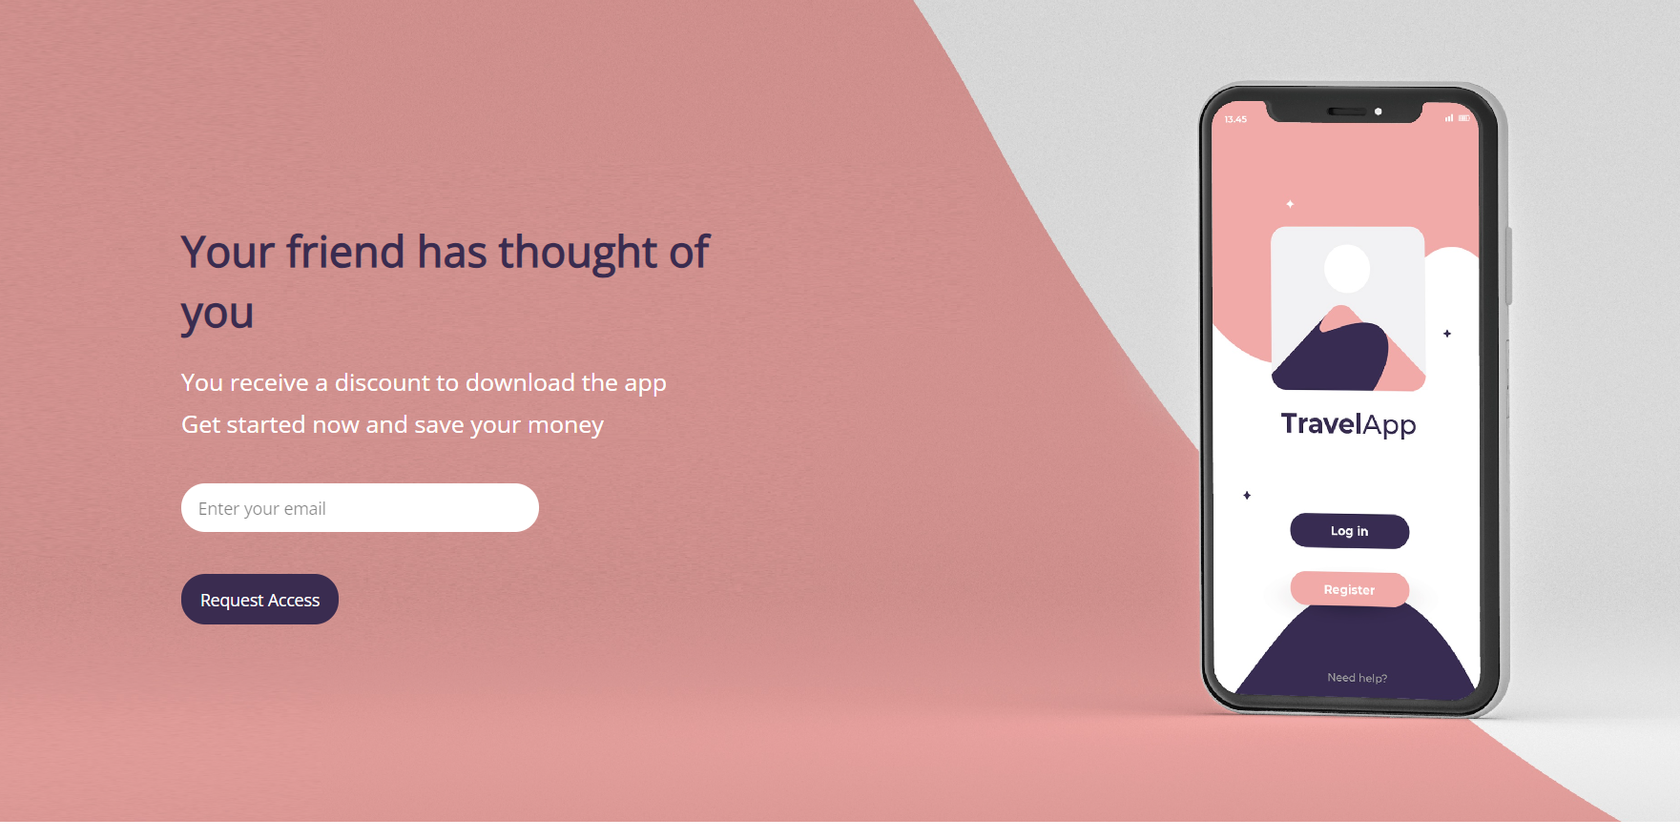 Your friend has thought of
you
You receive a discount to download the app
Get started now and save your money
Enter your email
Request Access
13.45
TravelApp
Log in
Register
Need help?